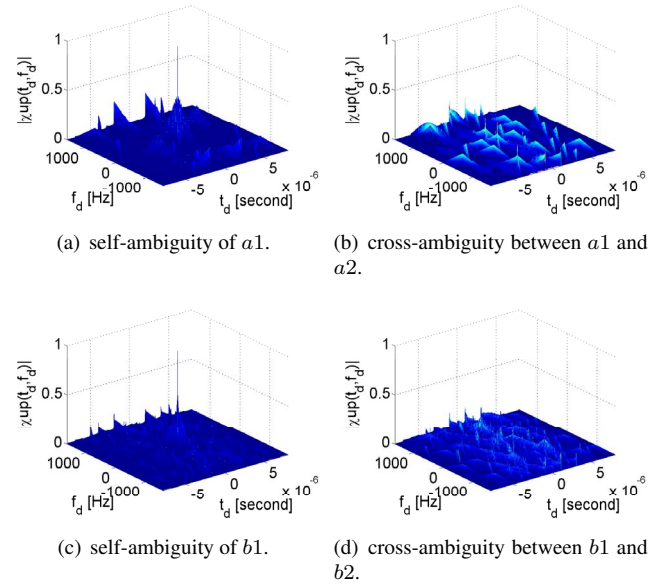 1
0.5
0
|χup(t_d,f_d)|
1000
0
-1000
f_d [Hz]
-5
0
5
x 10^-6
t_d [second]
(a) self-ambiguity of a1.
1
0.5
0
|χup(t_d,f_d)|
1000
0
-1000
f_d [Hz]
-5
0
5
x 10^-6
t_d [second]
(b) cross-ambiguity between a1 and
a2.
1
0.5
0
|χup(t_d,f_d)|
1000
0
-1000
f_d [Hz]
-5
0
5
x 10^-6
t_d [second]
(c) self-ambiguity of b1.
1
0.5
0
|χup(t_d,f_d)|
1000
0
-1000
f_d [Hz]
-5
0
5
x 10^-6
t_d [second]
(d) cross-ambiguity between b1 and
b2.